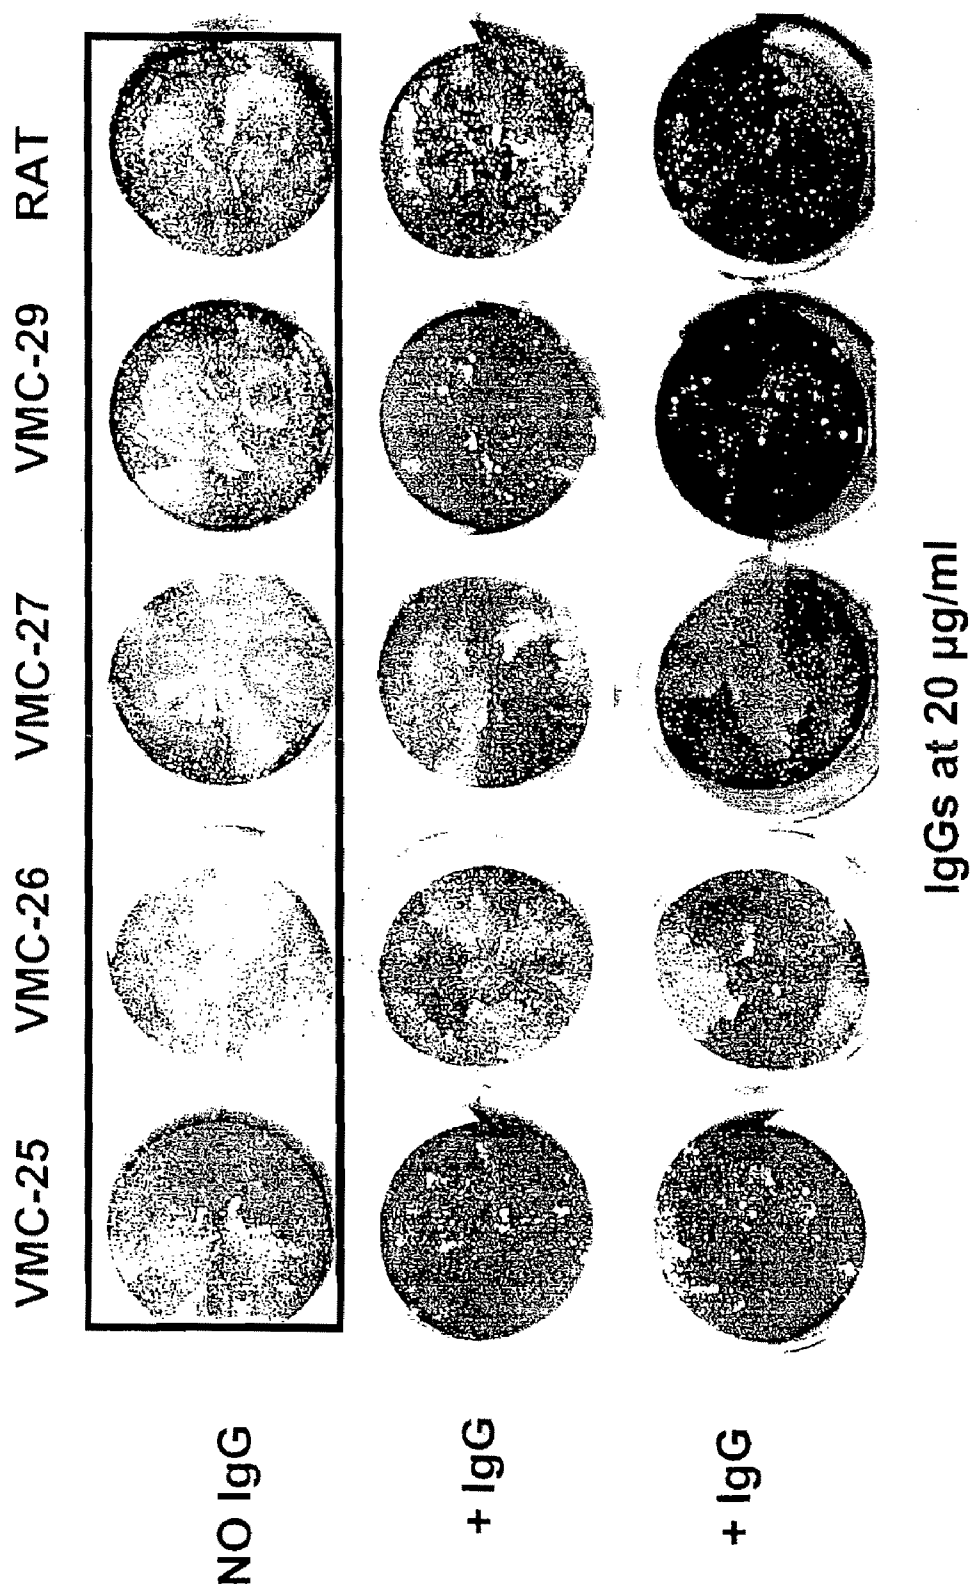 VMC-25 VMC-26 VMC-27 VMC-29 RAT
NO IgG
+ IgG
+ IgG
IgGs at 20 µg/ml